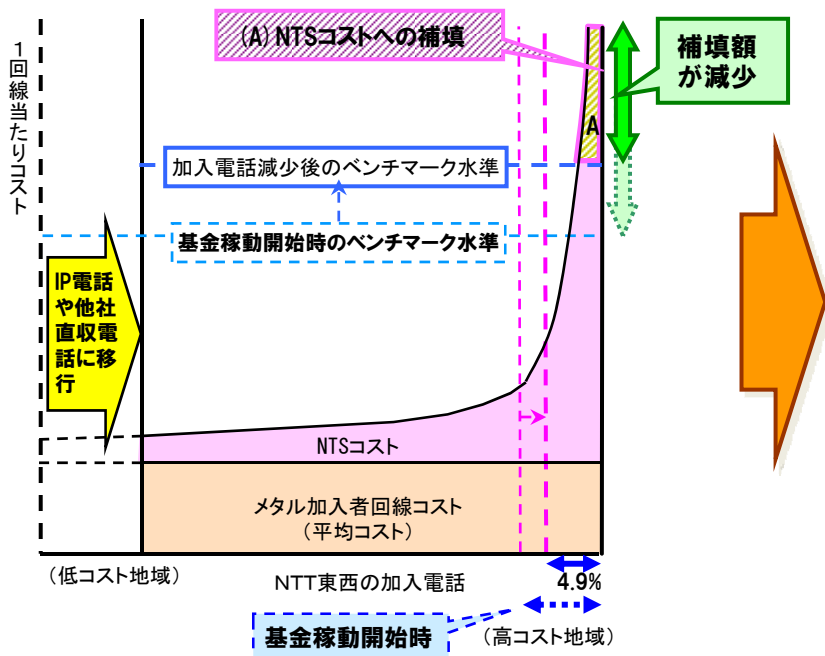 (A)NTSコストへの補填
補填額
が減少
1回線当たりコスト
A
加入電話減少後のベンチマーク水準
基金稼動開始時のベンチマーク水準
IP電話
や他社
直収電
話に移
行
NTSコスト
メタル加入者回線コスト
(平均コスト)
(低コスト地域)
NTT東西の加入電話
4.9%
基金稼動開始時
(高コスト地域)